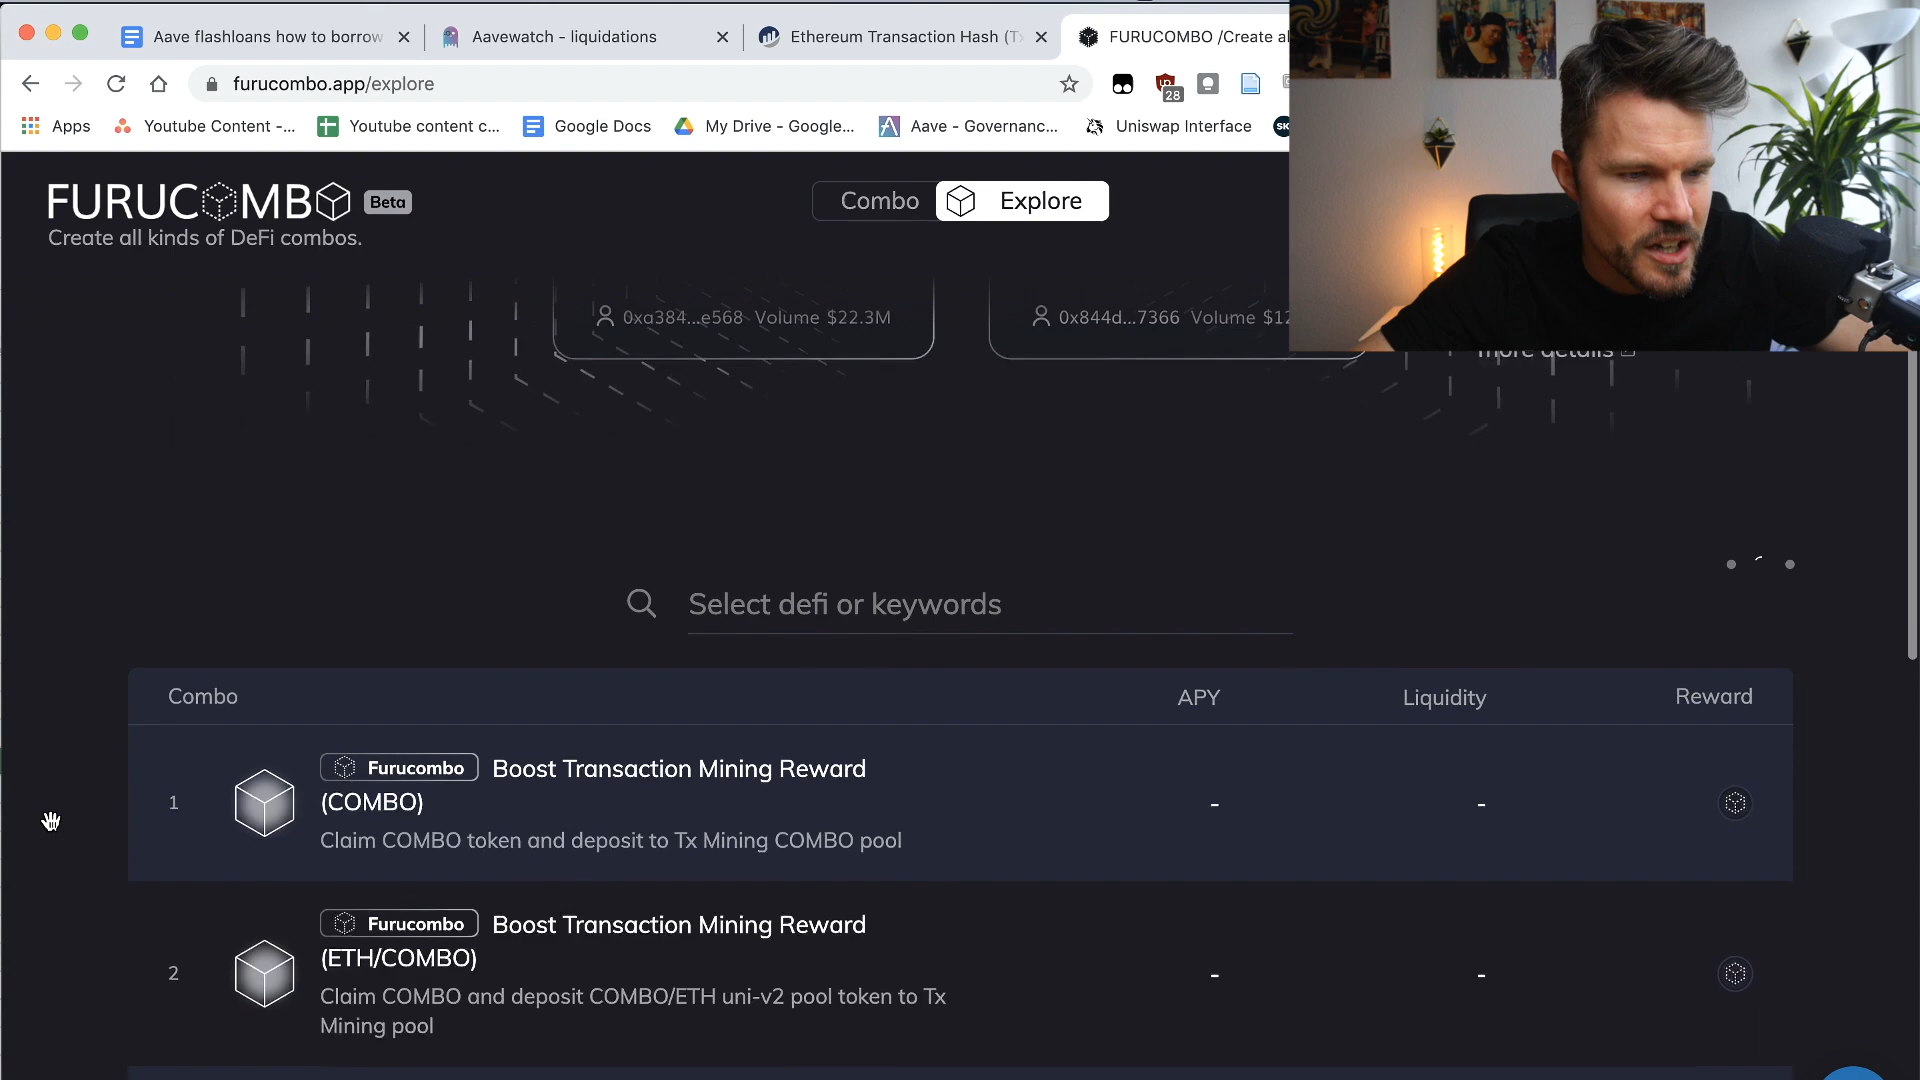 Aave flashloans how to borrow
Aavewatch - liquidations
Ethereum Transaction Hash (Tx
FURUCOMBO /Create al
furucombo.app/explore
28
Apps
Youtube Content -...
Youtube content c...
Google Docs
My Drive - Google...
Aave - Governanc...
Uniswap Interface
SK
FURUCOMBO Beta
Create all kinds of DeFi combos.
Combo
Explore
0xa384...e568 Volume $22.3M
0x844d...7366 Volume $12
more details
Select defi or keywords
Combo APY Liquidity Reward
1
Furucombo Boost Transaction Mining Reward
(COMBO)
Claim COMBO token and deposit to Tx Mining COMBO pool
- -
2
Furucombo Boost Transaction Mining Reward
(ETH/COMBO)
Claim COMBO and deposit COMBO/ETH uni-v2 pool token to Tx
Mining pool
- -